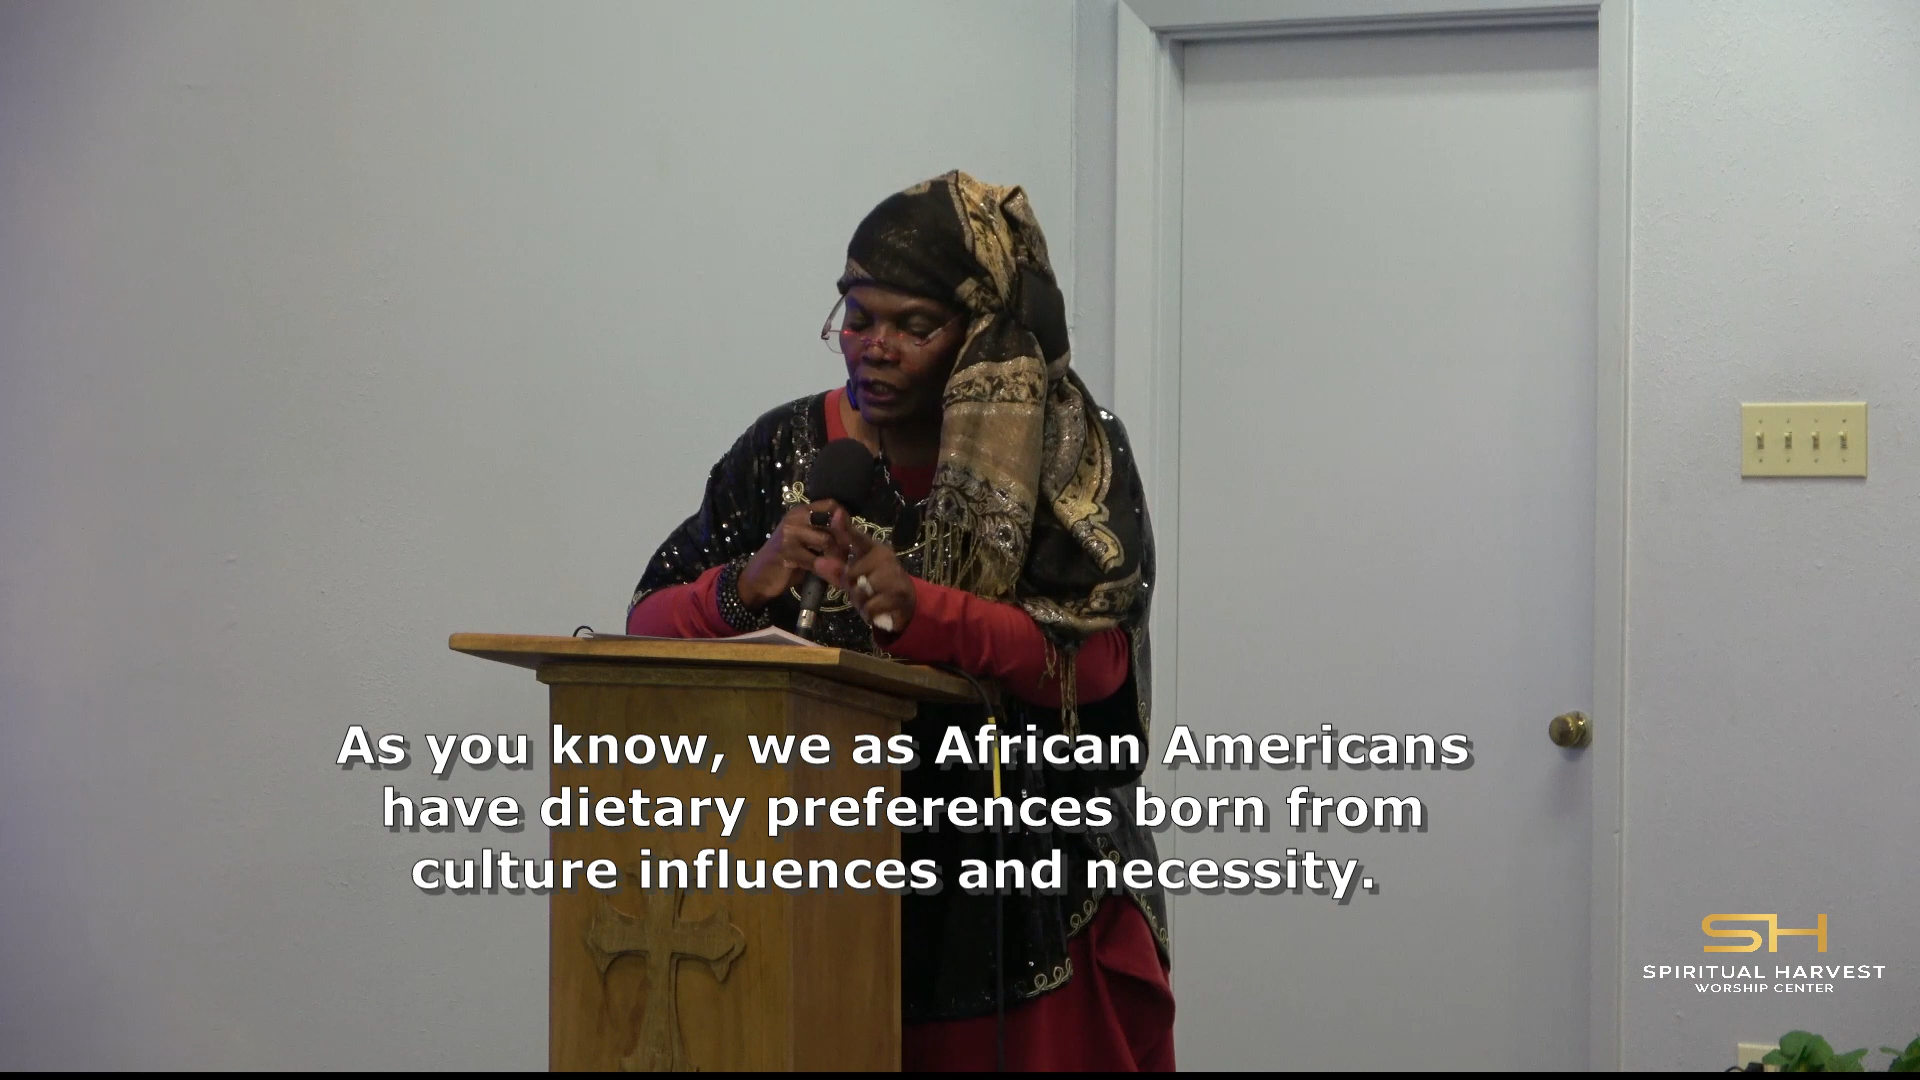 As you know, we as African Americans
have dietary preferences born from
culture influences and necessity.
SH
SPIRITUAL HARVEST
WORSHIP CENTER